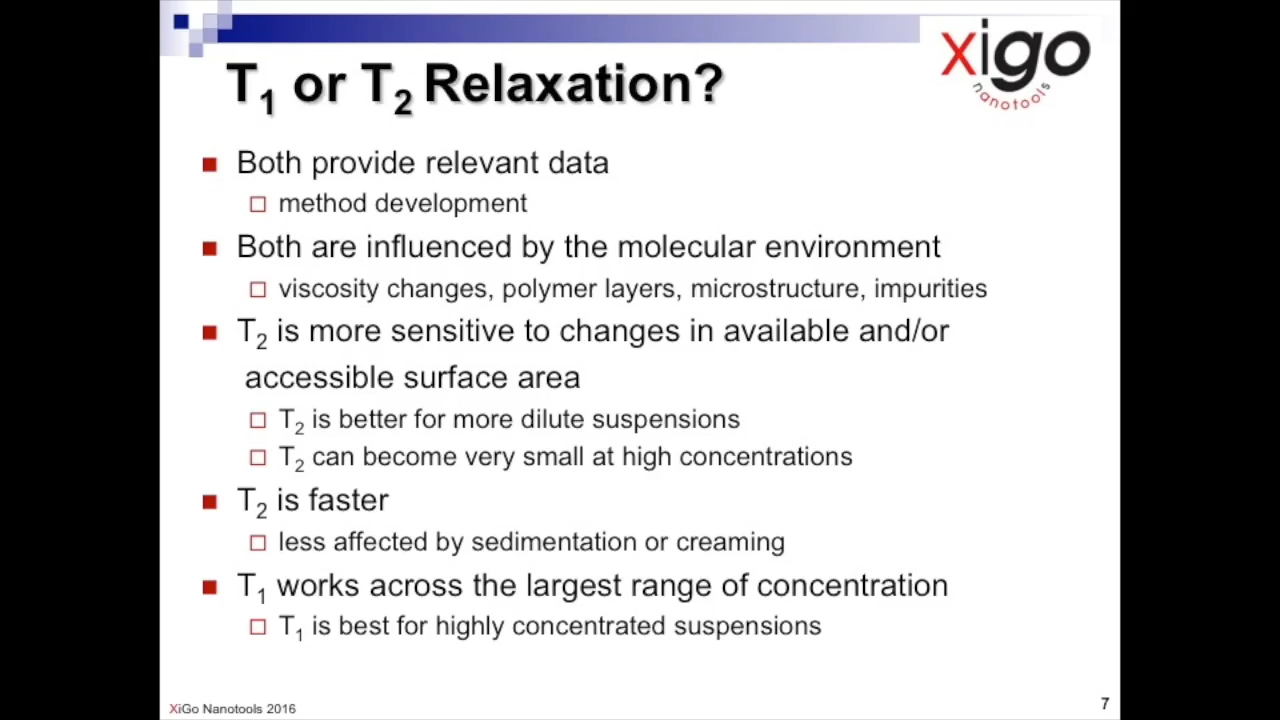 xigo
nanotools
T₁ or T₂ Relaxation?
Both provide relevant data
method development
Both are influenced by the molecular environment
viscosity changes, polymer layers, microstructure, impurities
T₂ is more sensitive to changes in available and/or
accessible surface area
T₂ is better for more dilute suspensions
T₂ can become very small at high concentrations
T₂ is faster
less affected by sedimentation or creaming
T₁ works across the largest range of concentration
T₁ is best for highly concentrated suspensions
XiGo Nanotools 2016
7